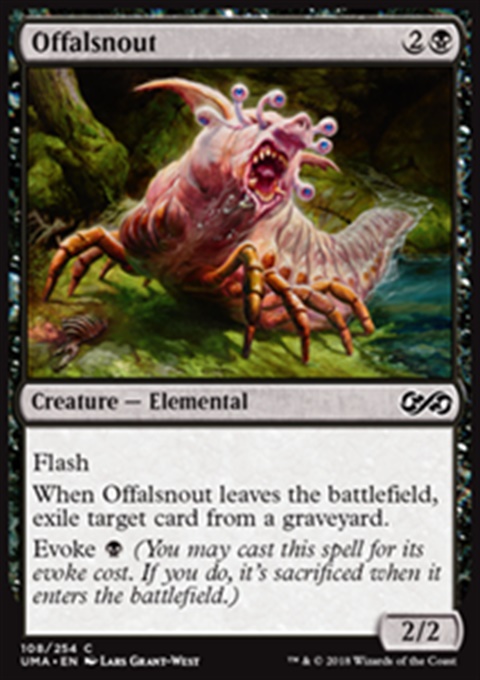 Offalsnout 2
Creature — Elemental
Flash
When Offalsnout leaves the battlefield,
exile target card from a graveyard.
Evoke (You may cast this spell for its
evoke cost. If you do, it's sacrificed when it
enters the battlefield.)
2/2
108/254 C
UMA • EN Lars Grant-West ™ & © 2018 Wizards of the Coast